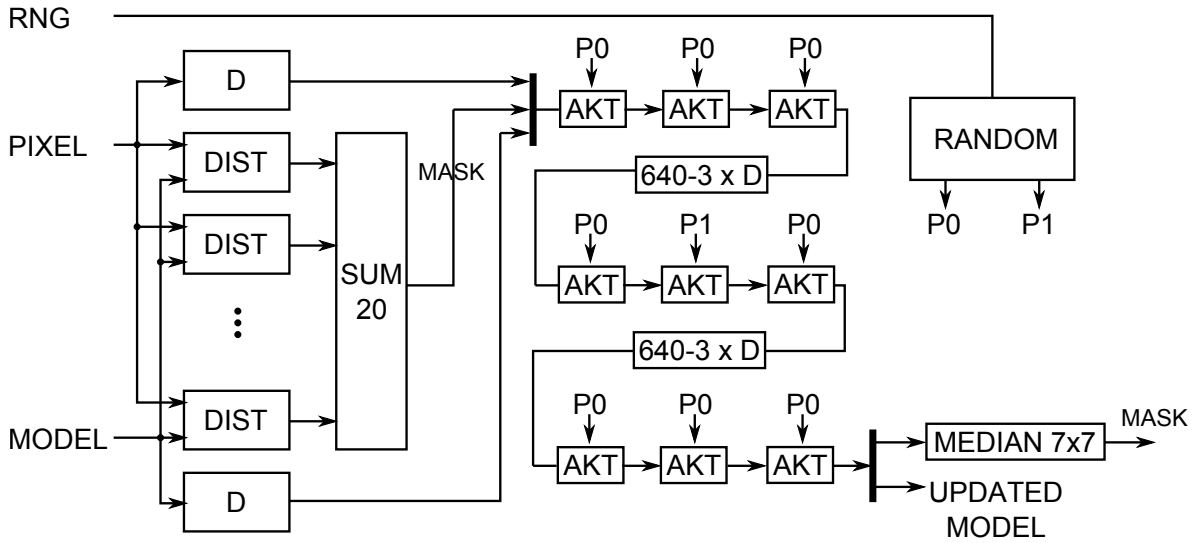 RNG
D
PIXEL
DIST
DIST
DIST
MODEL
D
SUM
20
MASK
P0
P0
P0
AKT
AKT
AKT
640-3 x D
P0
P1
P0
AKT
AKT
AKT
640-3 x D
P0
P0
P0
AKT
AKT
AKT
RANDOM
P0
P1
MEDIAN 7x7
MASK
UPDATED
MODEL